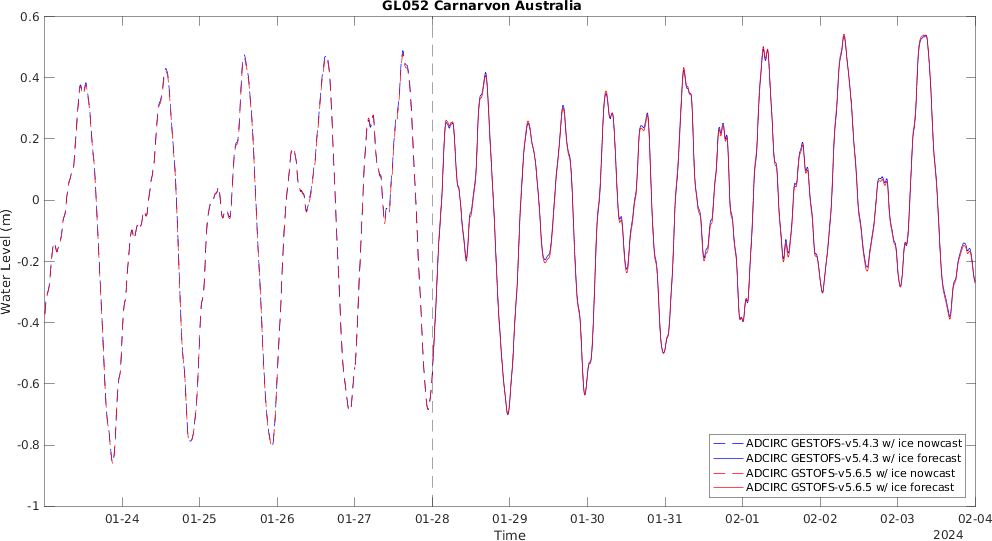 GL052 Carnarvon Australia
0.6
0.4
0.2
0
-0.2
-0.4
-0.6
-0.8
-1
Water Level (m)
ADCIRC GESTOFS-v5.4.3 w/ ice nowcast
ADCIRC GESTOFS-v5.4.3 w/ ice forecast
ADCIRC GSTOFS-v5.6.5 w/ ice nowcast
ADCIRC GSTOFS-v5.6.5 w/ ice forecast
01-24 01-25 01-26 01-27 01-28 01-29 01-30 01-31 02-01 02-02 02-03 02-04
Time
2024